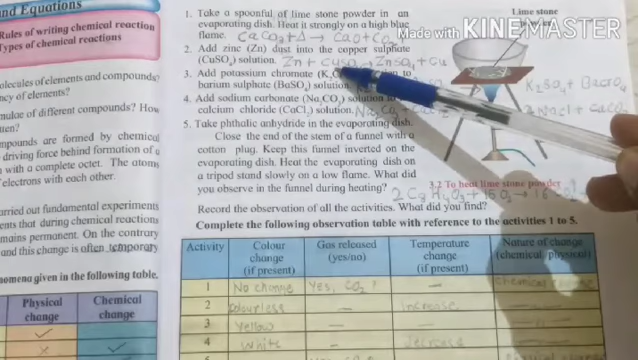 nd Equations
Rules of writing chemical reaction
Types of chemical reactions
olecules of elements and compounds?
ncy of elements?
mulae of different compounds? How
mpounds are formed by chemical
driving force behind formation of
with a complete octet. The atoms
electrons with each other.
arried out fundamental experiments
ents that during chemical reactions
mains permanent. On the contrary
and this change is often temporary
nomena given in the following table.
Physical change
Chemical change
1. Take a spoonful of lime stone powder in an
evaporating dish. Heat it strongly on a high blue
flame. CaCO3+Δ→CaO+CO2
2. Add zinc (Zn) dust into the copper sulphate
(CuSO4) solution. Zn + CuSO4 → ZnSO4 + Cu
3. Add potassium chromate
barium sulphate (BaSO4) solution.
4. Add sodium carbonate (Na2CO3) solution
calcium chloride (CaCl2) solution.
5. Take phthalic anhydride in the evaporating dish.
Close the end of the stem of a funnel with a
cotton plug. Keep this funnel inverted on the
evaporating dish. Heat the evaporating dish on
a tripod stand slowly on a low flame. What did
you observe in the funnel during heating?
Lime stone
Made with KINEMASTER
K2SO4 + BaCrO4
2NaCl + CaCO3
3.2 To heat lime stone powder
Record the observation of all the activities. What did you find?
Complete the following observation table with reference to the activities 1 to 5.
Activity
Colour change (if present)
Gas released (yes/no)
Temperature change (if present)
Nature of change (chemical/physical)
1 No change Yes, CO2 ↑ –
2 colourless – Increase
3 Yellow – –
4 White – decrease